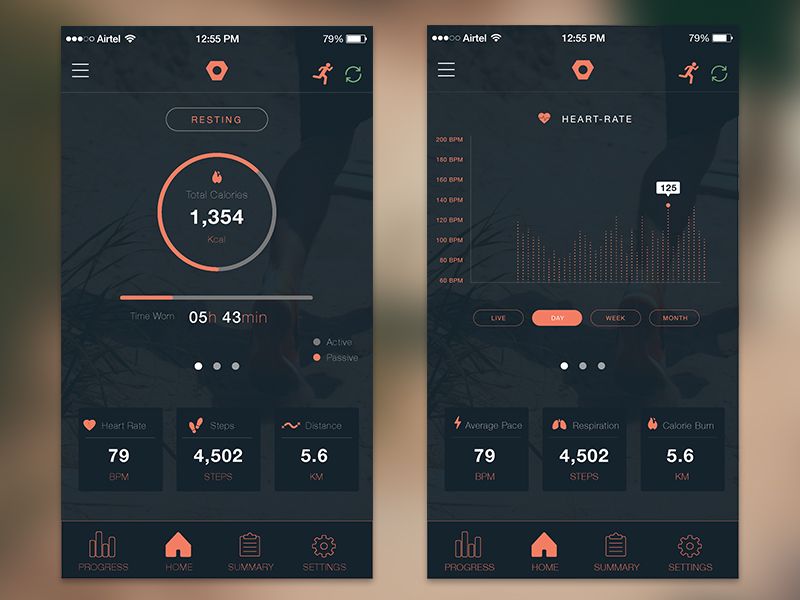 Airtel 12:55 PM 79%
RESTING
Total Calories
1,354
Kcal
Time Worn 05h 43min
Active
Passive
Heart Rate
79
BPM
Steps
4,502
STEPS
Distance
5.6
KM
PROGRESS HOME SUMMARY SETTINGS
Airtel 12:55 PM 79%
HEART-RATE
200 BPM
180 BPM
160 BPM
140 BPM
120 BPM
100 BPM
80 BPM
60 BPM
125
LIVE DAY WEEK MONTH
Average Pace
79
BPM
Respiration
4,502
STEPS
Calorie Burn
5.6
KM
PROGRESS HOME SUMMARY SETTINGS